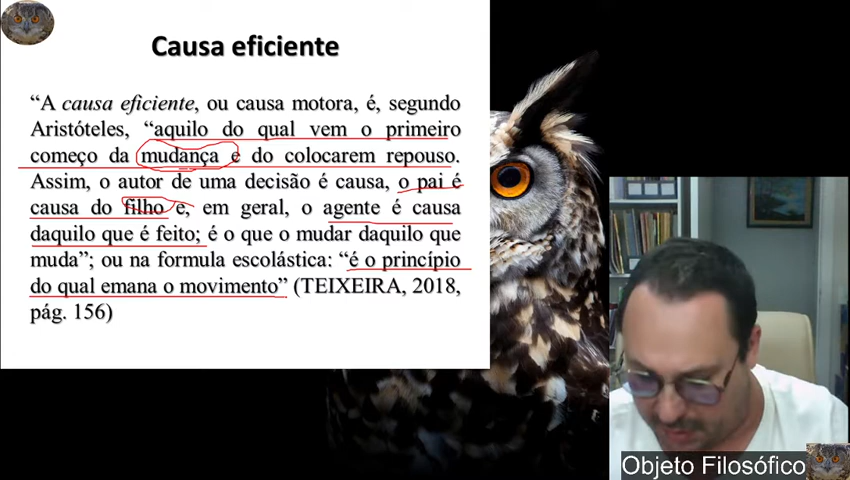 Causa eficiente
“A causa eficiente, ou causa motora, é, segundo
Aristóteles, “aquilo do qual vem o primeiro
começo da mudança e do colocarem repouso.
Assim, o autor de uma decisão é causa, o pai é
causa do filho e, em geral, o agente é causa
daquilo que é feito; é o que o mudar daquilo que
muda”; ou na formula escolástica: “é o princípio
do qual emana o movimento” (TEIXEIRA, 2018,
pág. 156)
Objeto Filosófico